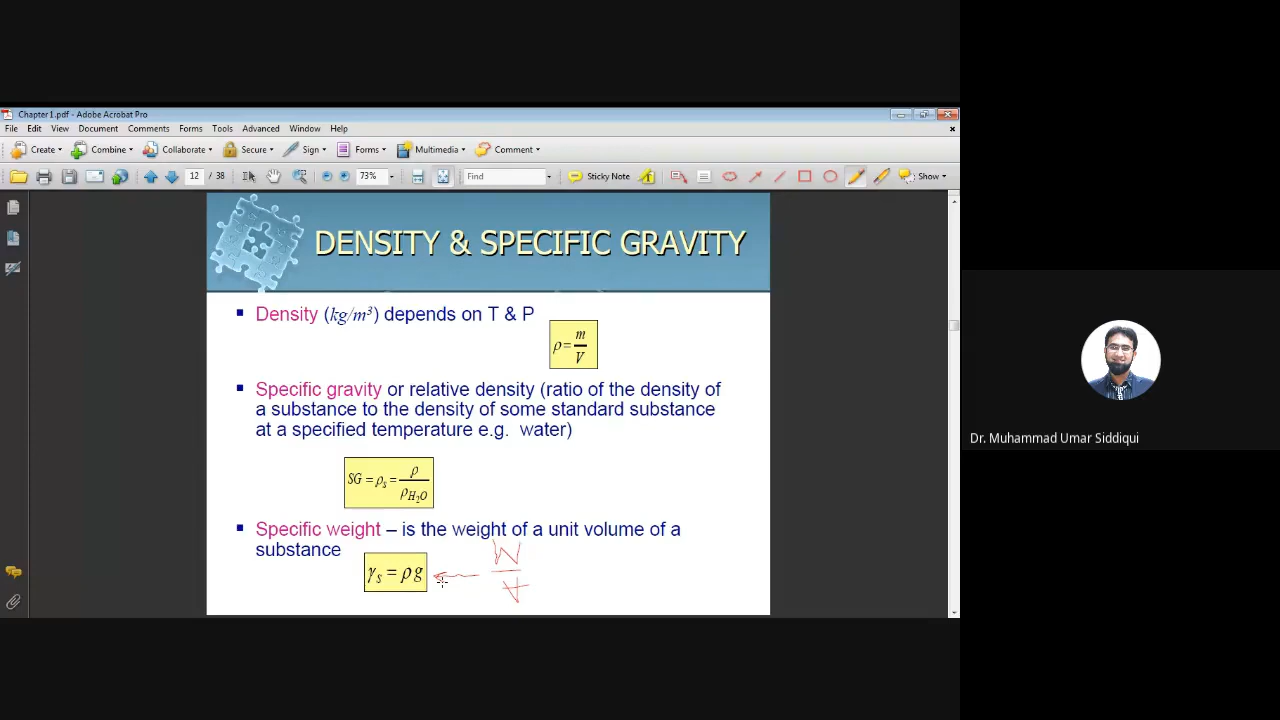 Chapter 1.pdf - Adobe Acrobat Pro
File Edit View Document Comments Forms Tools Advanced Window Help
Create Combine Collaborate Secure Sign Forms Multimedia Comment
12 / 38 73% Find Sticky Note Show
DENSITY & SPECIFIC GRAVITY
▪ Density (kg/m³) depends on T & P
ρ = m/V
▪ Specific gravity or relative density (ratio of the density of
a substance to the density of some standard substance
at a specified temperature e.g. water)
SG = ρₛ = ρ/ρH₂O
▪ Specific weight – is the weight of a unit volume of a
substance
γₛ = ρg
Dr. Muhammad Umar Siddiqui